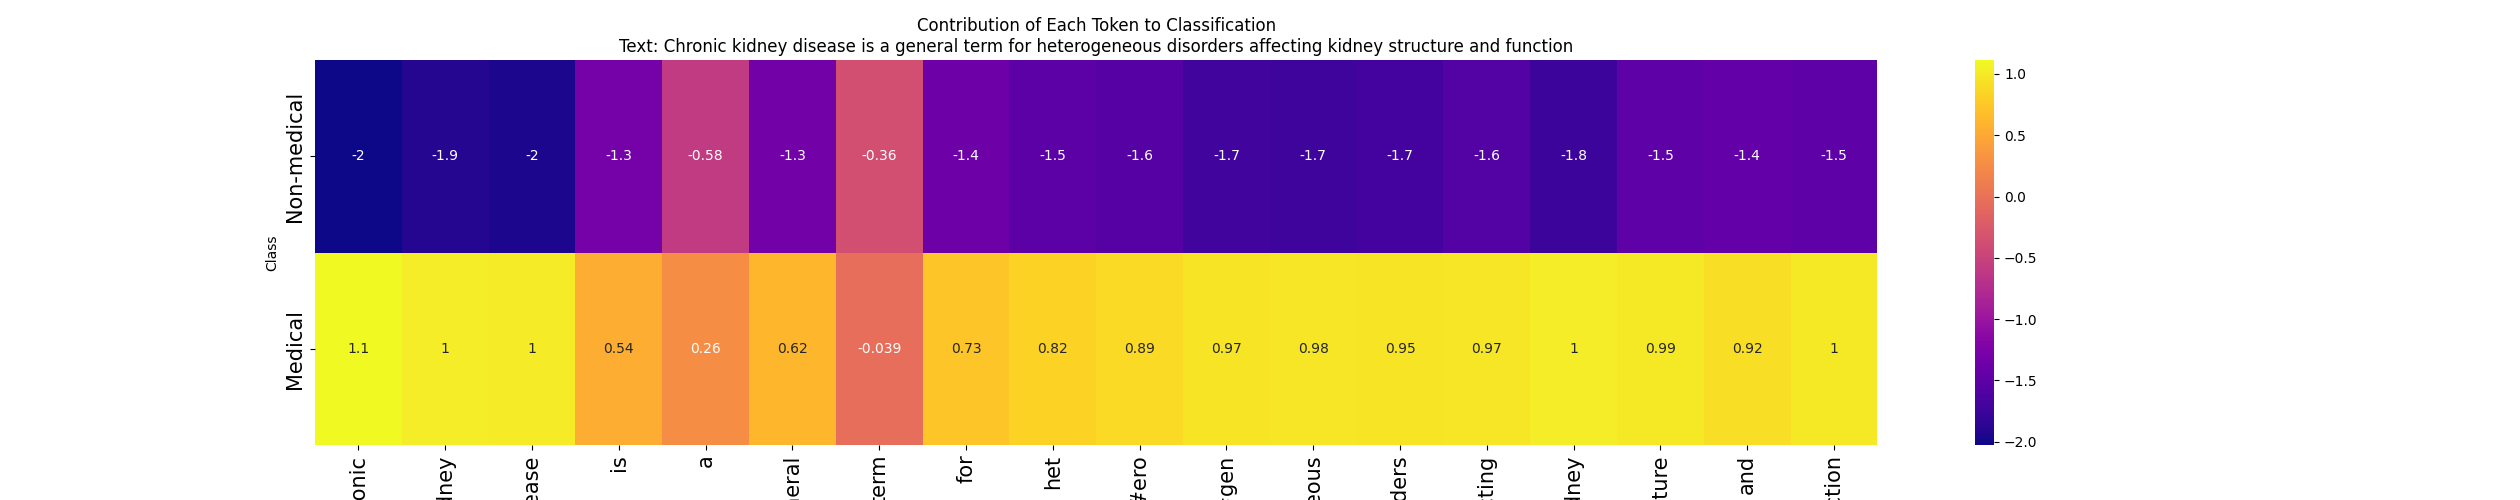 Contribution of Each Token to Classification
Text: Chronic kidney disease is a general term for heterogeneous disorders affecting kidney structure and function
Class
Non-medical
-2 -1.9 -2 -1.3 -0.58 -1.3 -0.36 -1.4 -1.5 -1.6 -1.7 -1.7 -1.7 -1.6 -1.8 -1.5 -1.4 -1.5
Medical
1.1 1 1 0.54 0.26 0.62 -0.039 0.73 0.82 0.89 0.97 0.98 0.95 0.97 1 0.99 0.92 1
onic dney ease is a eral term for het #ero rgen eous ders ting dney ture and ction
1.0
0.5
0.0
−0.5
−1.0
−1.5
−2.0